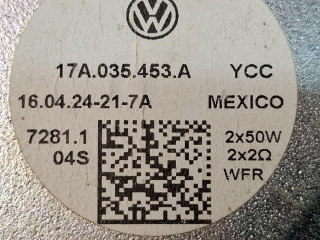 17A.035.453.A YCC
16.04.24-21-7A MEXICO
7281.1 2x50W
04S 2x2Ω
WFR